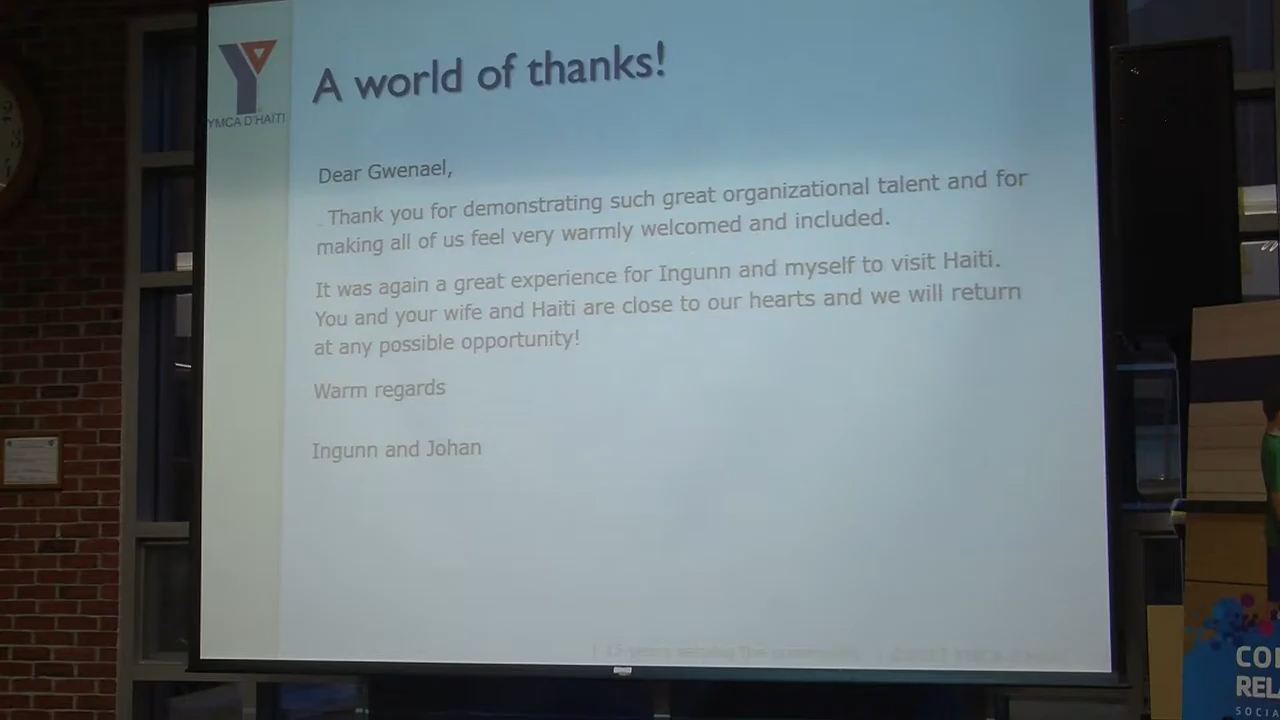 YMCA D'HAITI
A world of thanks!
Dear Gwenael,
Thank you for demonstrating such great organizational talent and for
making all of us feel very warmly welcomed and included.
It was again a great experience for Ingunn and myself to visit Haiti.
You and your wife and Haiti are close to our hearts and we will return
at any possible opportunity!
Warm regards
Ingunn and Johan